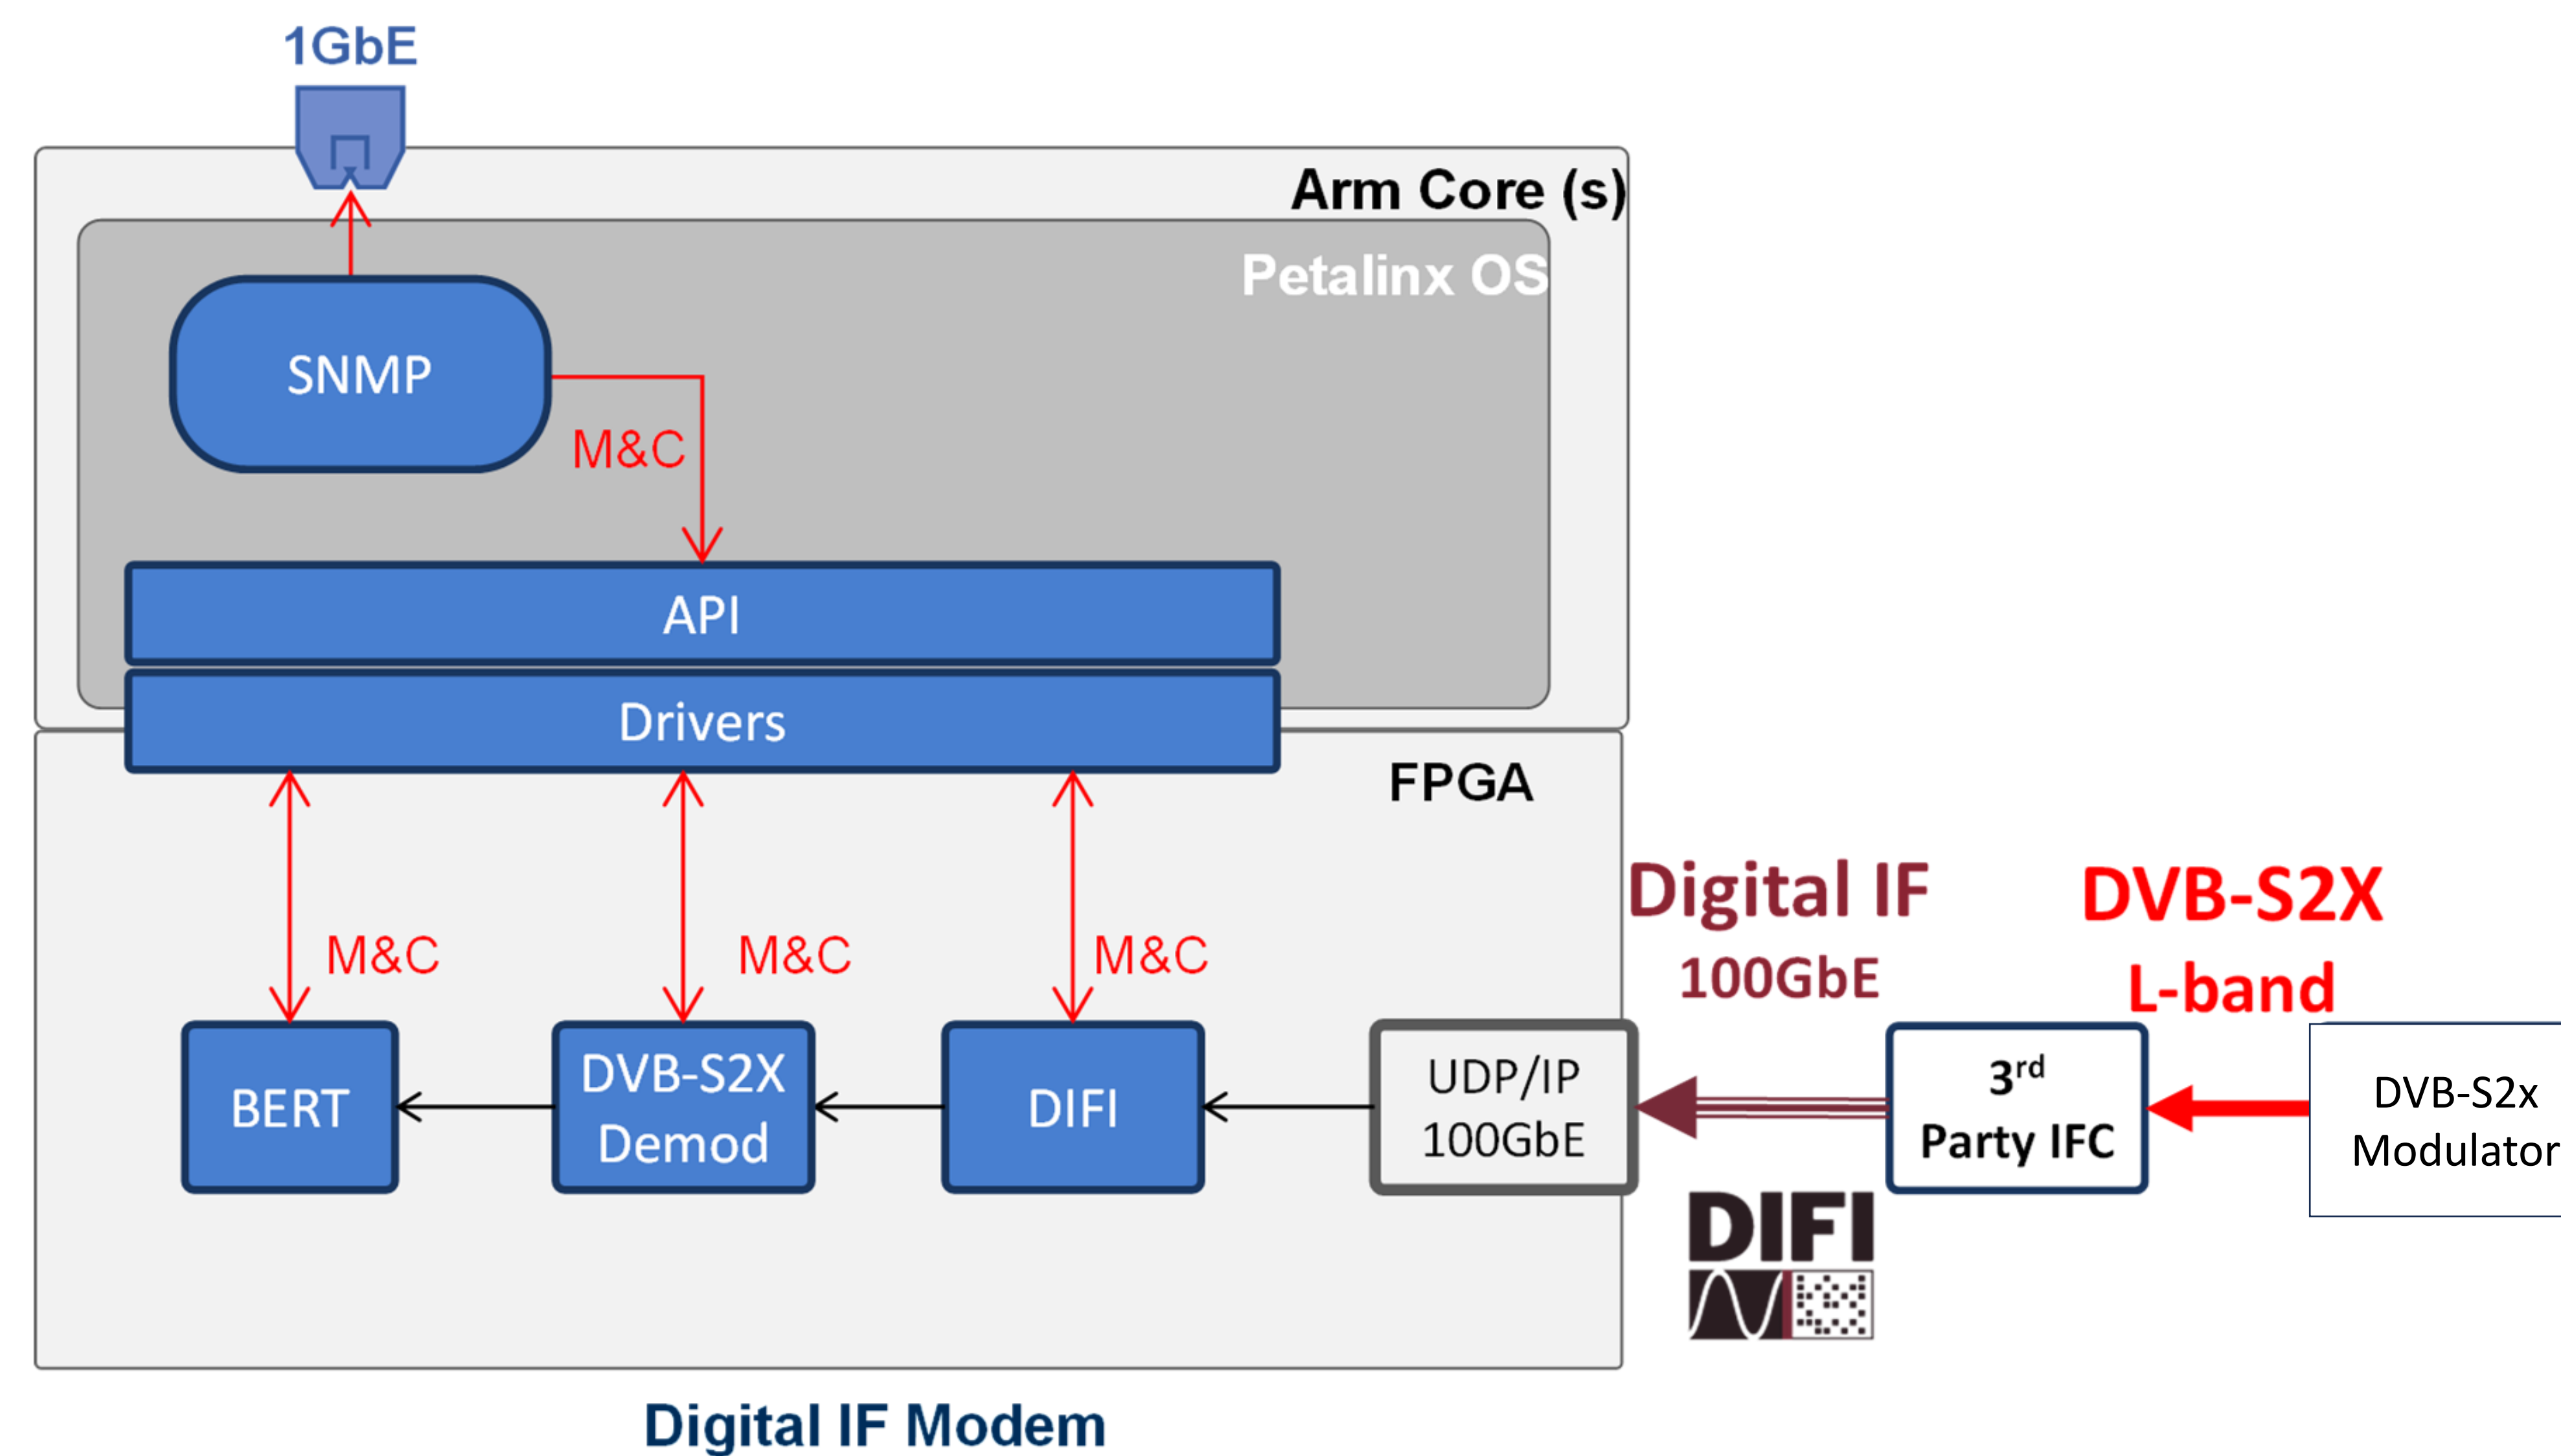 1GbE
Arm Core (s)
Petalinx OS
SNMP
M&C
API
Drivers
FPGA
M&C
M&C
M&C
Digital IF
100GbE
DVB-S2X
L-band
BERT
DVB-S2X
Demod
DIFI
UDP/IP
100GbE
3rd
Party IFC
DVB-S2x
Modulator
DIFI
Digital IF Modem